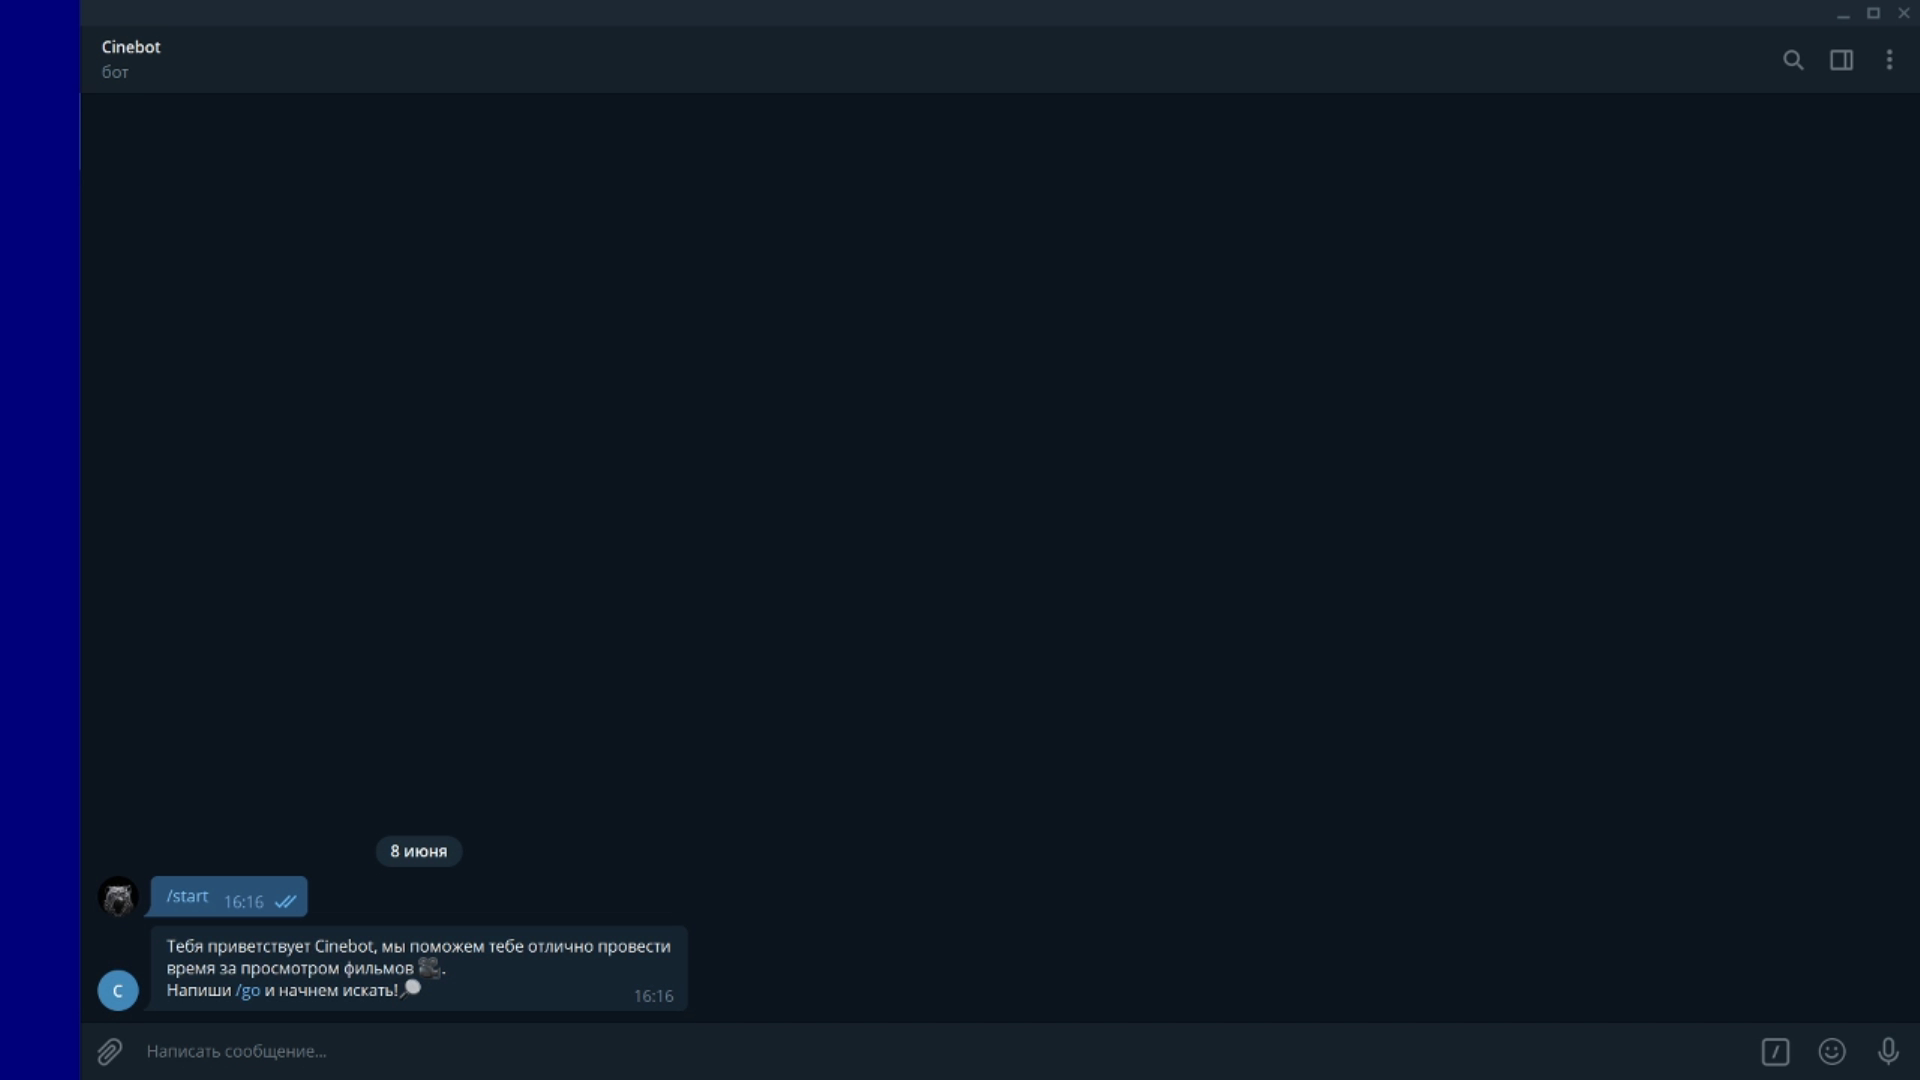 Cinebot
бот
8 июня
/start 16:16
Тебя приветствует Cinebot, мы поможем тебе отлично провести
время за просмотром фильмов 🎥.
Напиши /go и начнем искать!🔎
16:16
C
Написать сообщение...